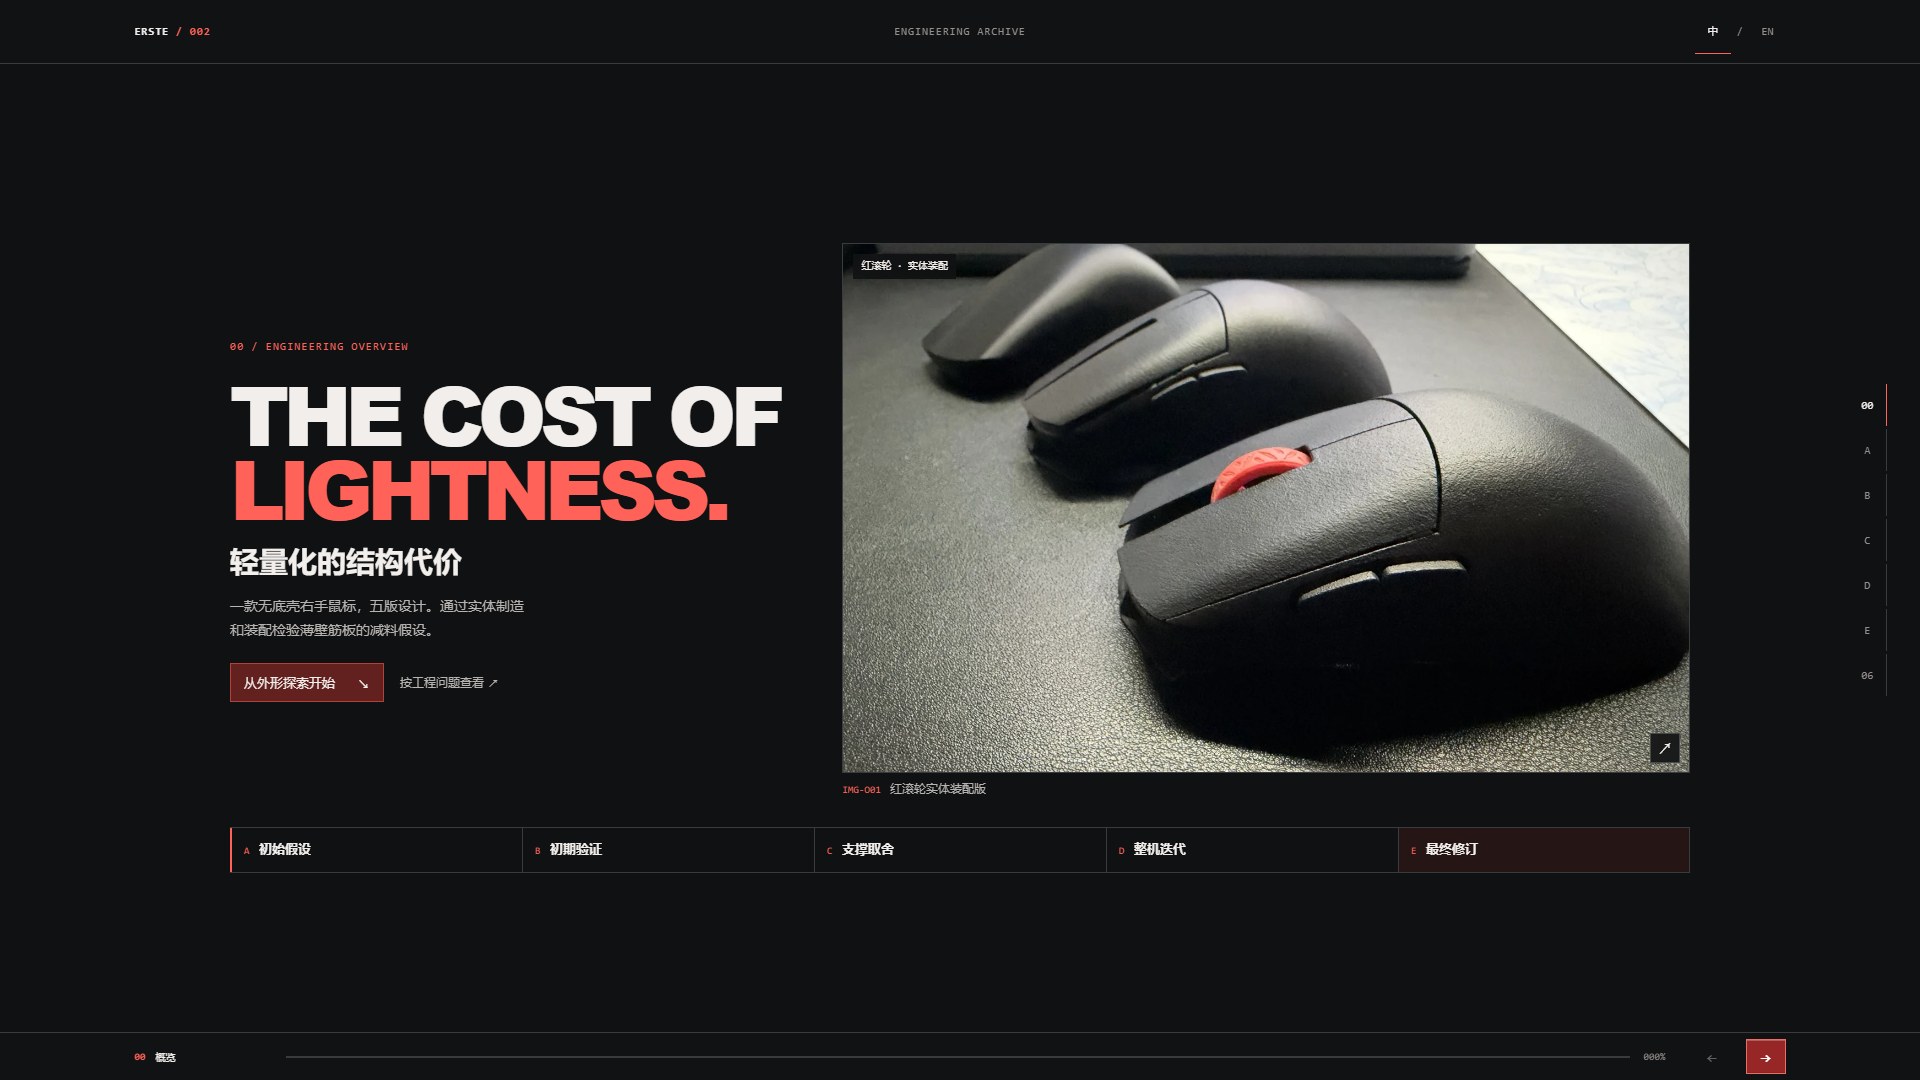 ERSTE / 002
ENGINEERING ARCHIVE
中 / EN
00 / ENGINEERING OVERVIEW
THE COST OF
LIGHTNESS.
轻量化的结构代价
一款无底壳右手鼠标，五版设计。通过实体制造
和装配检验薄壁筋板的减料假设。
从外形探索开始 ↘
按工程问题查看 ↗
红滚轮 · 实体装配
IMG-001 红滚轮实体装配版
A 初始假设
B 初期验证
C 支撑取舍
D 整机迭代
E 最终修订
00
A
B
C
D
E
06
00 概览
000%
← →